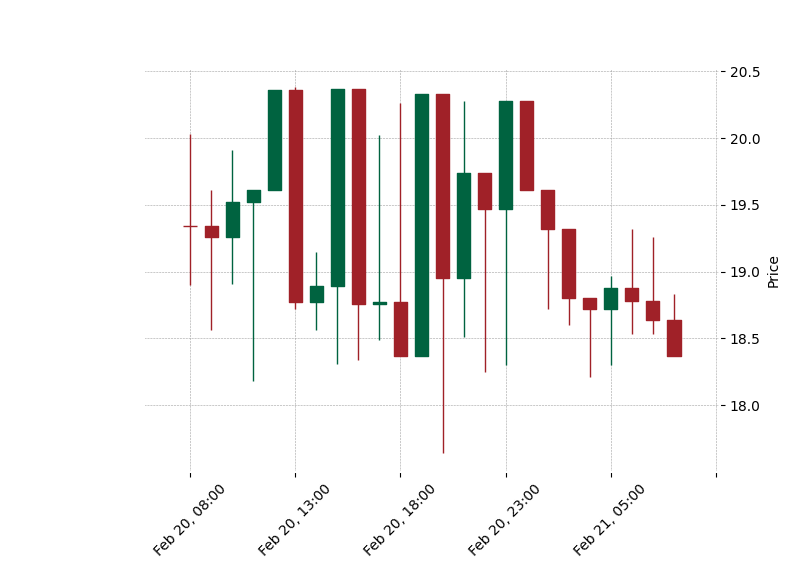 20.5
20.0
19.5
19.0
18.5
18.0
Price
Feb 20, 08:00
Feb 20, 13:00
Feb 20, 18:00
Feb 20, 23:00
Feb 21, 05:00